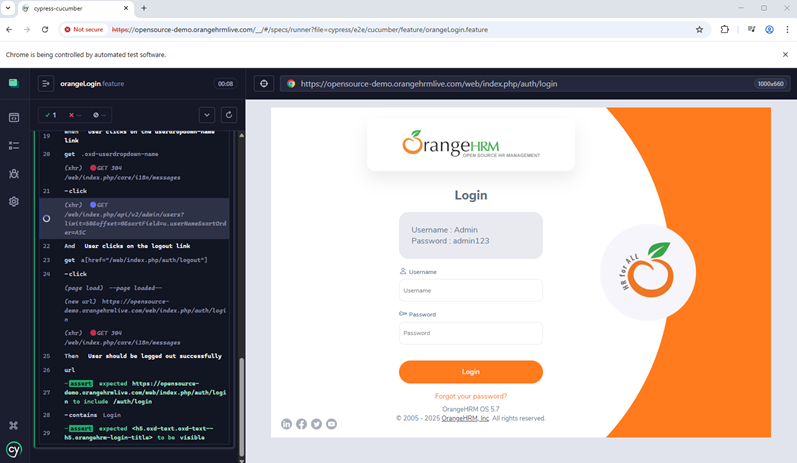 cypress-cucumber
Not secure
https://opensource-demo.orangehrmlive.com/__/#/specs/runner?file=cypress/e2e/cucumber/feature/orangeLogin.feature
Chrome is being controlled by automated test software.
orangeLogin.feature
00:08
https://opensource-demo.orangehrmlive.com/web/index.php/auth/login
1000x660
1
--
--
19 When User clicks on the userdropdown-name
link
20 get .oxd-userdropdown-name
(xhr) GET 304
/web/index.php/core/i18n/messages
21 -click
(xhr) GET
/web/index.php/api/v2/admin/users?
limit=50&offset=0&sortField=u.userName&sortOrd
er=ASC
22 And User clicks on the logout link
23 get a[href="/web/index.php/auth/logout"]
24 -click
(page load) --page loaded--
(new url) https://opensource-
demo.orangehrmlive.com/web/index.php/auth/logi
n
(xhr) GET 304
/web/index.php/core/i18n/messages
25 Then User should be logged out successfully
26 url
-assert expected https://opensource-
27 demo.orangehrmlive.com/web/index.php/auth/logi
n to include /auth/login
28 -contains Login
29 -assert expected <h5.oxd-text.oxd-text--
h5.orangehrm-login-title> to be visible
cy
OrangeHRM
OPEN SOURCE HR MANAGEMENT
Login
Username : Admin
Password : admin123
Username
Username
Password
Password
Login
Forgot your password?
OrangeHRM OS 5.7
© 2005 - 2025 OrangeHRM, Inc. All rights reserved.
HR for ALL